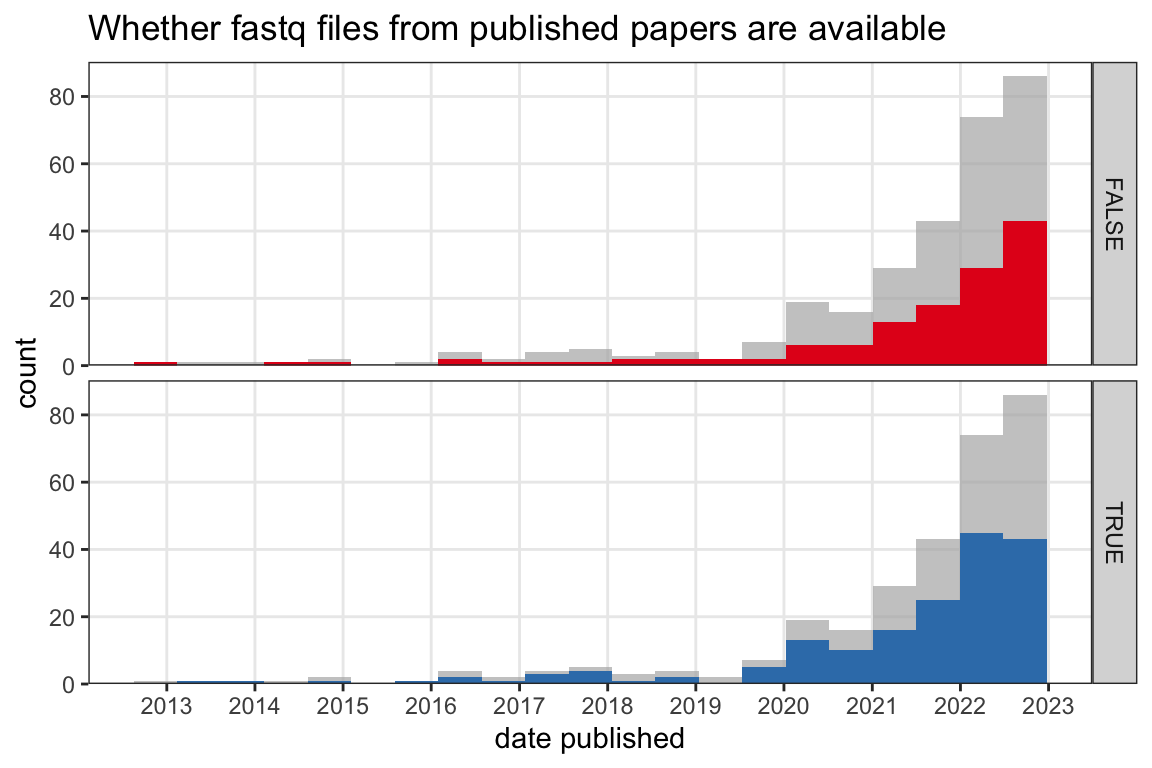 Whether fastq files from published papers are available
80
60
40
20
0
FALSE
count
80
60
40
20
0
TRUE
2013 2014 2015 2016 2017 2018 2019 2020 2021 2022 2023
date published